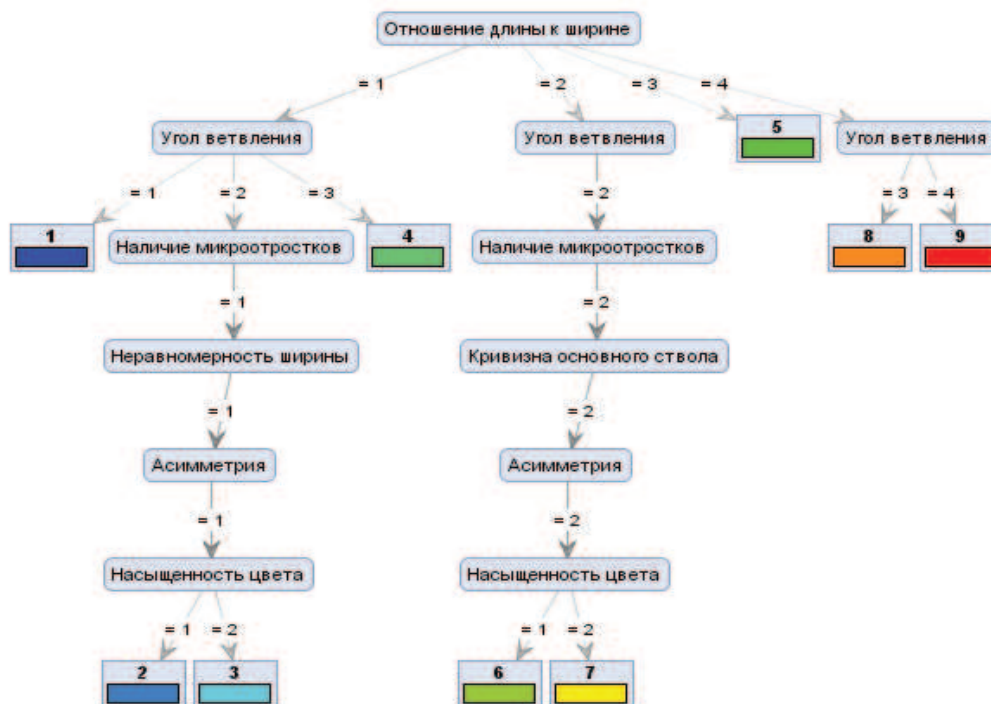 Отношение длины к ширине
= 1
= 2
= 3
= 4
Угол ветвления
Угол ветвления
5
Угол ветвления
= 1
= 2
= 3
= 2
= 3
= 4
1
Наличие микроотростков
4
Наличие микроотростков
8
9
= 1
= 2
Неравномерность ширины
Кривизна основного ствола
= 1
= 2
Асимметрия
Асимметрия
= 1
= 2
Насыщенность цвета
Насыщенность цвета
= 1
= 2
= 1
= 2
2
3
6
7